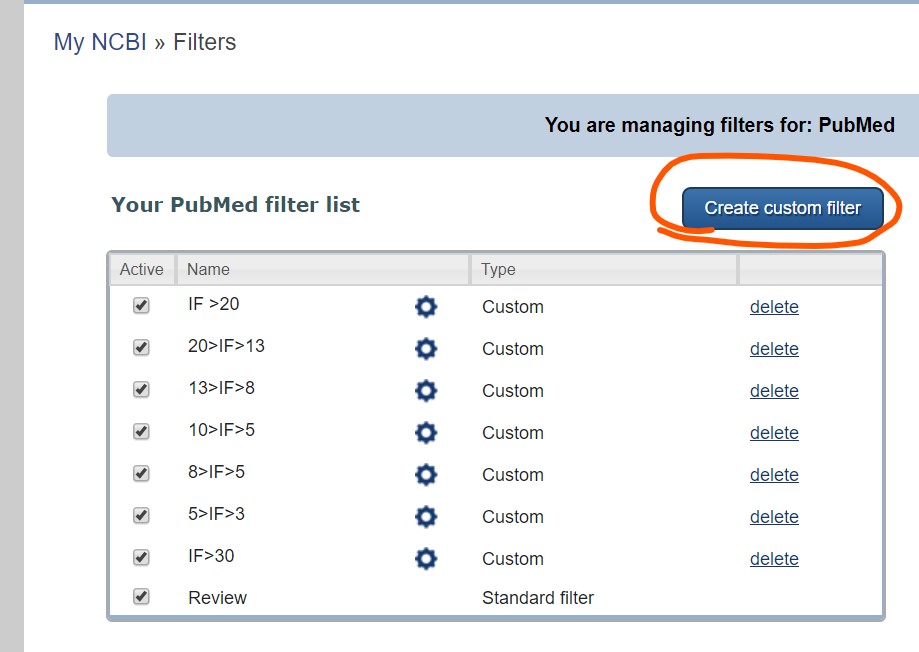 My NCBI » Filters
You are managing filters for: PubMed
Your PubMed filter list
Create custom filter
Active Name Type
IF >20 Custom delete
20>IF>13 Custom delete
13>IF>8 Custom delete
10>IF>5 Custom delete
8>IF>5 Custom delete
5>IF>3 Custom delete
IF>30 Custom delete
Review Standard filter